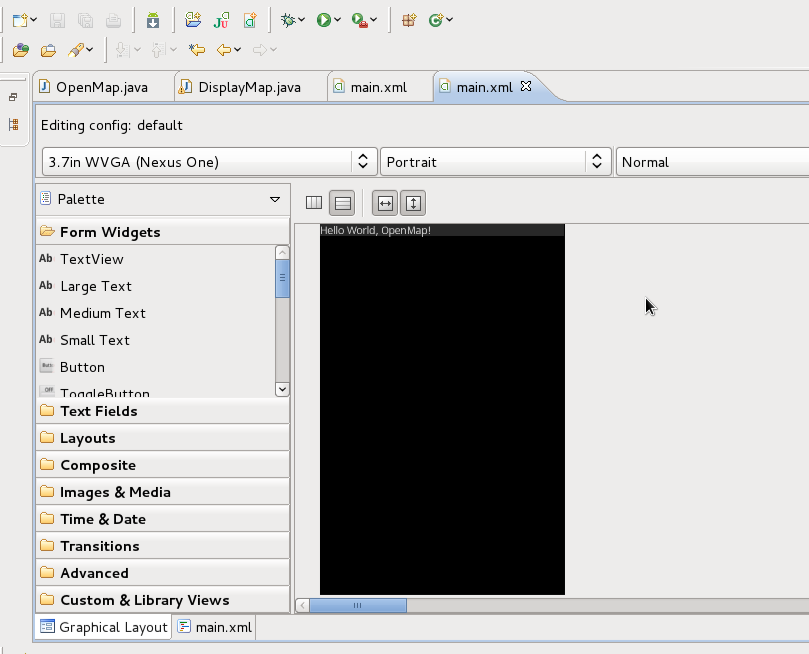 OpenMap.java DisplayMap.java main.xml main.xml
Editing config: default
3.7in WVGA (Nexus One) Portrait Normal
Palette
Form Widgets
Hello World, OpenMap!
Ab TextView
Ab Large Text
Ab Medium Text
Ab Small Text
Button
ToggleButton
Text Fields
Layouts
Composite
Images & Media
Time & Date
Transitions
Advanced
Custom & Library Views
Graphical Layout main.xml